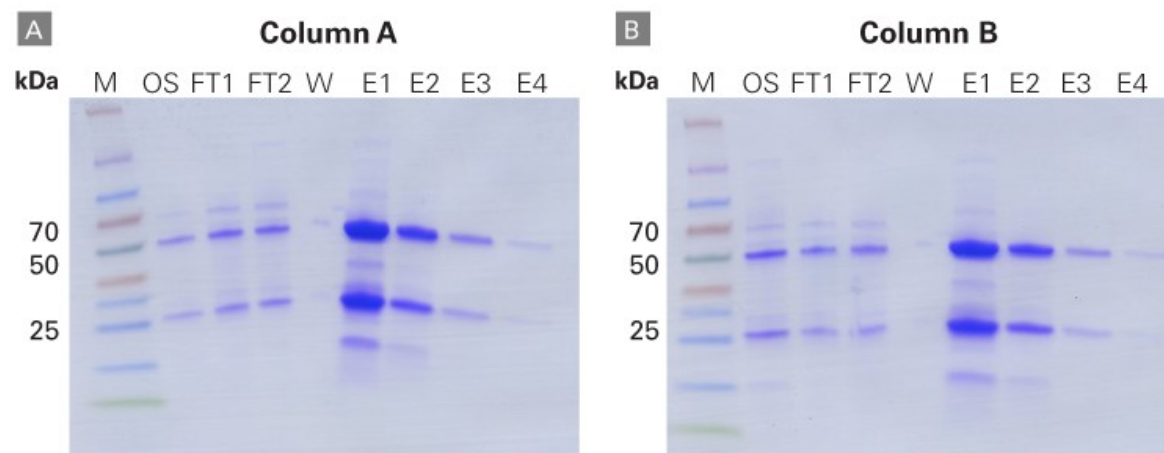 A Column A
kDa M OS FT1 FT2 W E1 E2 E3 E4
70
50
25
B Column B
kDa M OS FT1 FT2 W E1 E2 E3 E4
70
50
25